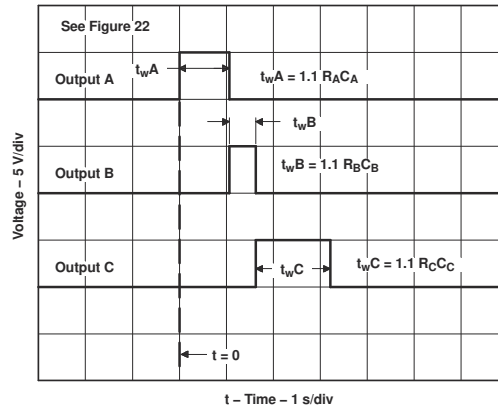 See Figure 22
Output A
twA
twA = 1.1 RACA
twB
Output B
twB = 1.1 RBCB
Output C
twC
twC = 1.1 RCCC
t = 0
Voltage – 5 V/div
t – Time – 1 s/div